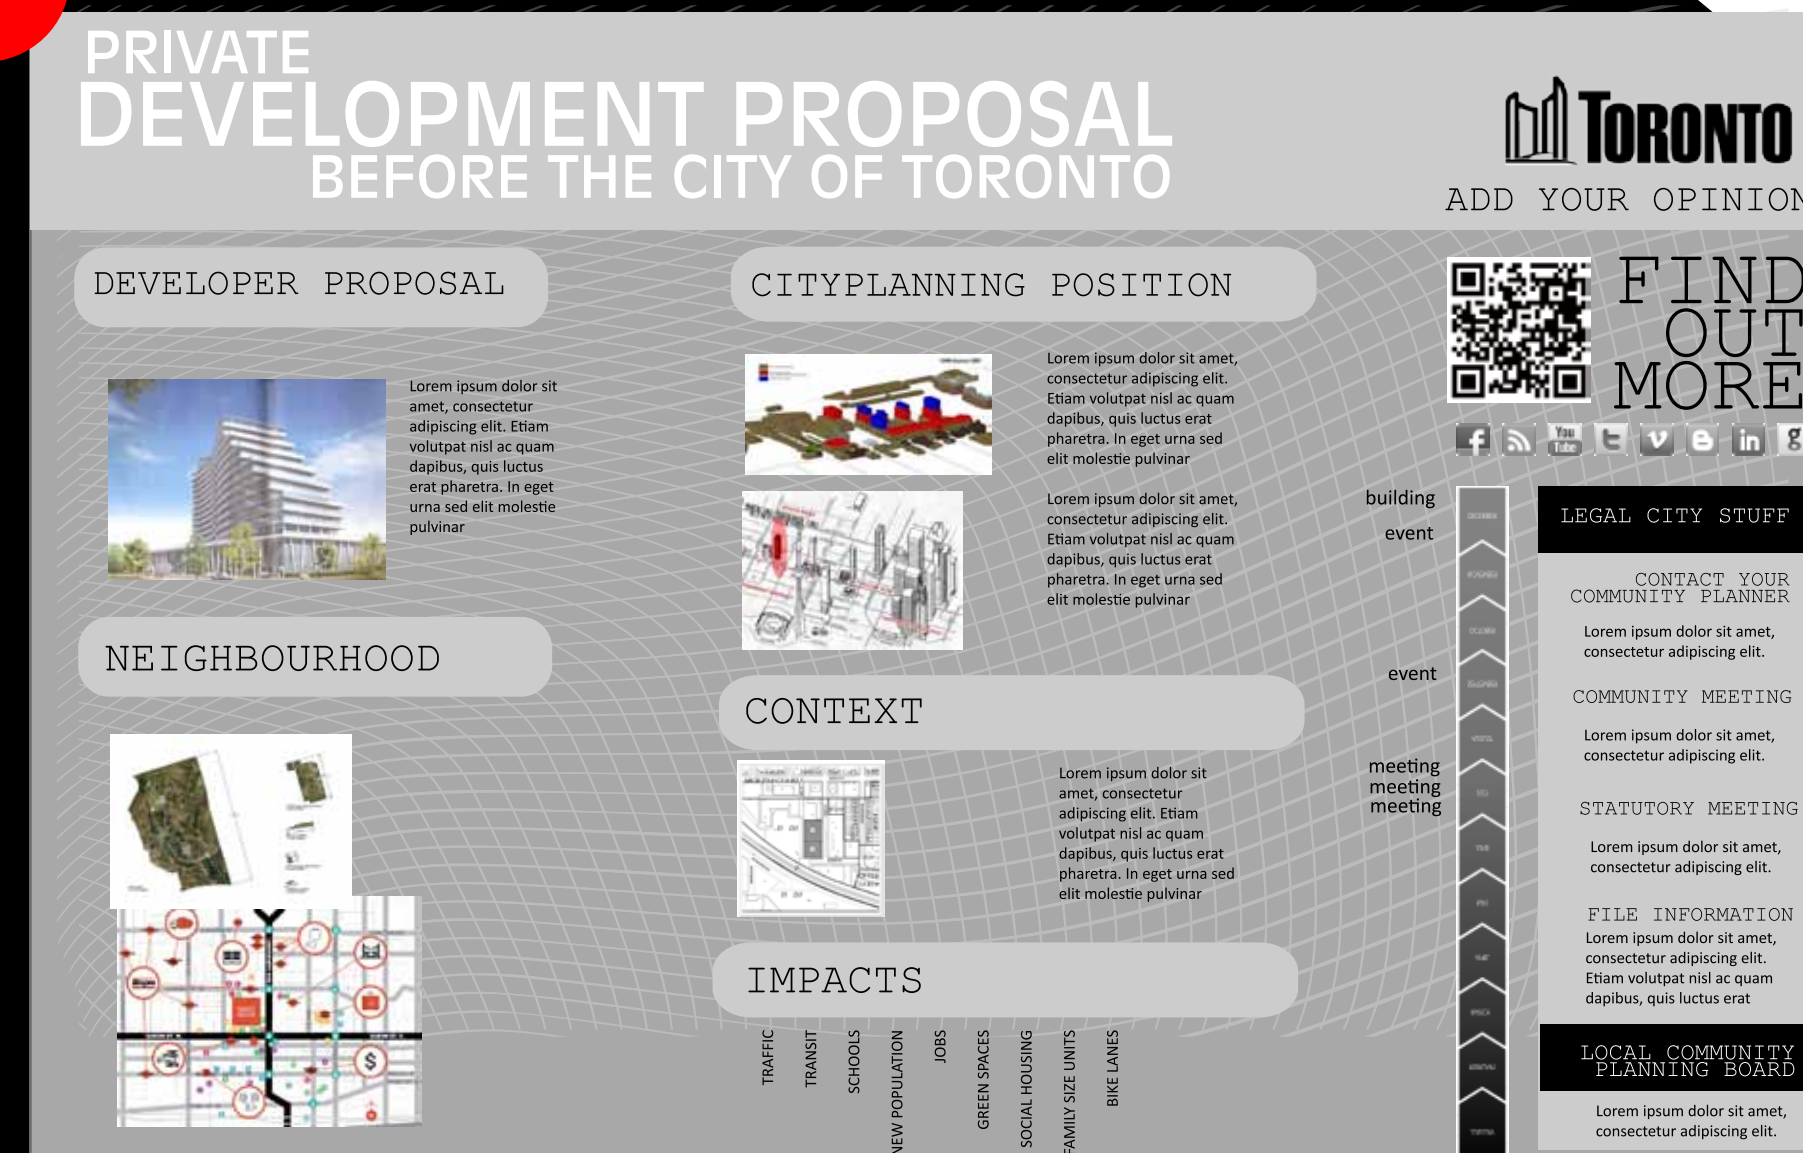 PRIVATE
DEVELOPMENT PROPOSAL
BEFORE THE CITY OF TORONTO
TORONTO
ADD YOUR OPINION
DEVELOPER PROPOSAL
Lorem ipsum dolor sit
amet, consectetur
adipiscing elit. Etiam
volutpat nisl ac quam
dapibus, quis luctus
erat pharetra. In eget
urna sed elit molestie
pulvinar
NEIGHBOURHOOD
$
CITYPLANNING POSITION
Lorem ipsum dolor sit amet,
consectetur adipiscing elit.
Etiam volutpat nisl ac quam
dapibus, quis luctus erat
pharetra. In eget urna sed
elit molestie pulvinar
Lorem ipsum dolor sit amet,
consectetur adipiscing elit.
Etiam volutpat nisl ac quam
dapibus, quis luctus erat
pharetra. In eget urna sed
elit molestie pulvinar
CONTEXT
Lorem ipsum dolor sit
amet, consectetur
adipiscing elit. Etiam
volutpat nisl ac quam
dapibus, quis luctus erat
pharetra. In eget urna sed
elit molestie pulvinar
IMPACTS
TRAFFIC
TRANSIT
SCHOOLS
NEW POPULATION
JOBS
GREEN SPACES
SOCIAL HOUSING
FAMILY SIZE UNITS
BIKE LANES
FIND
OUT
MORE
f
You
Tube
t
v
B
in
g
building
event
event
meeting
meeting
meeting
LEGAL CITY STUFF
CONTACT YOUR
COMMUNITY PLANNER
Lorem ipsum dolor sit amet,
consectetur adipiscing elit.
COMMUNITY MEETING
Lorem ipsum dolor sit amet,
consectetur adipiscing elit.
STATUTORY MEETING
Lorem ipsum dolor sit amet,
consectetur adipiscing elit.
FILE INFORMATION
Lorem ipsum dolor sit amet,
consectetur adipiscing elit.
Etiam volutpat nisl ac quam
dapibus, quis luctus erat
LOCAL COMMUNITY
PLANNING BOARD
Lorem ipsum dolor sit amet,
consectetur adipiscing elit.